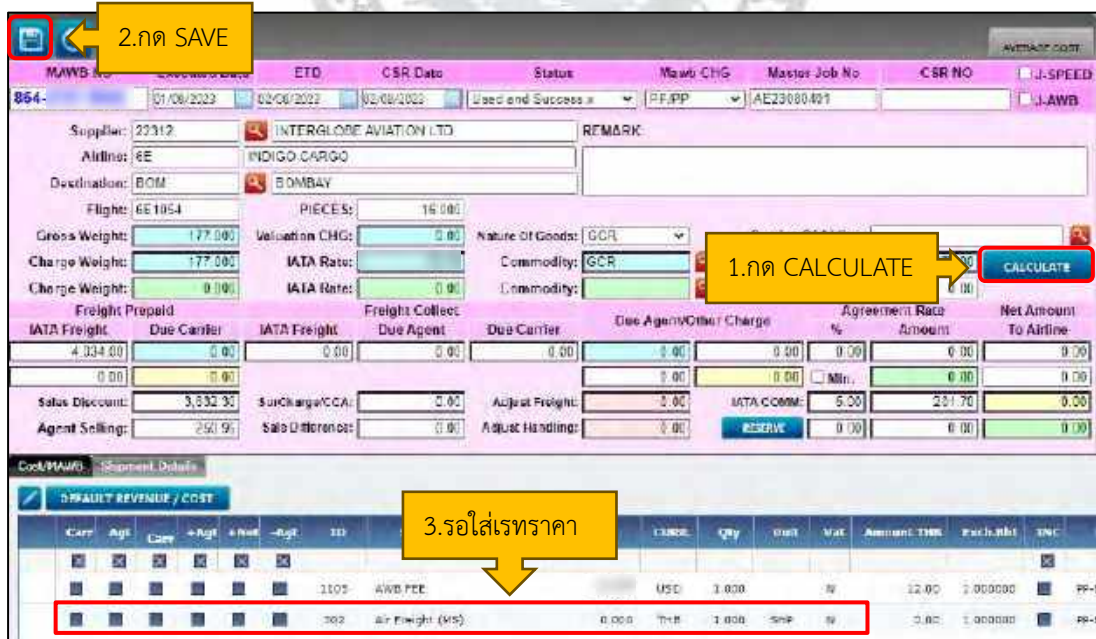 2.กด SAVE
AVERAGE COST
MAWB NO Executed Date ETD CSR Date Status Mawb CHG Master Job No CSR NO J-SPEED
864- 01/08/2023 02/08/2023 02/08/2023 Used and Success PP/PP AE23080401 J-AWB
Supplier: 22312 INTERGLOBE AVIATION LTD REMARK
Airline: 6E INDIGO CARGO
Destination: BOM BOMBAY
Flight: 6E1054 PIECES: 16.000
Gross Weight: 177.000 Valuation CHG: 0.00 Nature Of Goods: GCR
1.กด CALCULATE
Charge Weight: 177.000 IATA Rate: Commodity: GCR CALCULATE
Charge Weight: 0.000 IATA Rate: 0.00 Commodity:
Freight Prepaid Freight Collect Due Agent/Other Charge Agreement Rate Net Amount
IATA Freight Due Carrier IATA Freight Due Agent Due Carrier % Amount To Airline
4,034.00 0.00 0.00 0.00 0.00 0.00 0.00 0.00 0.00 0.00
0.00 0.00 0.00 0.00 Min. 0.00 0.00
Sales Discount: 3,832.30 SurCharge/CCA: 0.00 Adjust Freight: 0.00 IATA COMM: 5.00 201.70 0.00
Agent Selling: Sale Difference: 0.00 Adjust Handling: 0.00 RESERVE 0.00 0.00 0.00
Cost/MAWB Shipment Details
DEFAULT REVENUE / COST
3.รอใส่เรทราคา
Carr Agt Carr +Agt +Net -Agt ID CURR. Qty Unit Vat Amount THB Exch.Rht INC
1105 AWB FEE USD 1.000 N 12.00 1.000000 PP-
302 Air Freight (MS) 0.000 THB 1.000 SHP N 0.00 1.000000 PP-